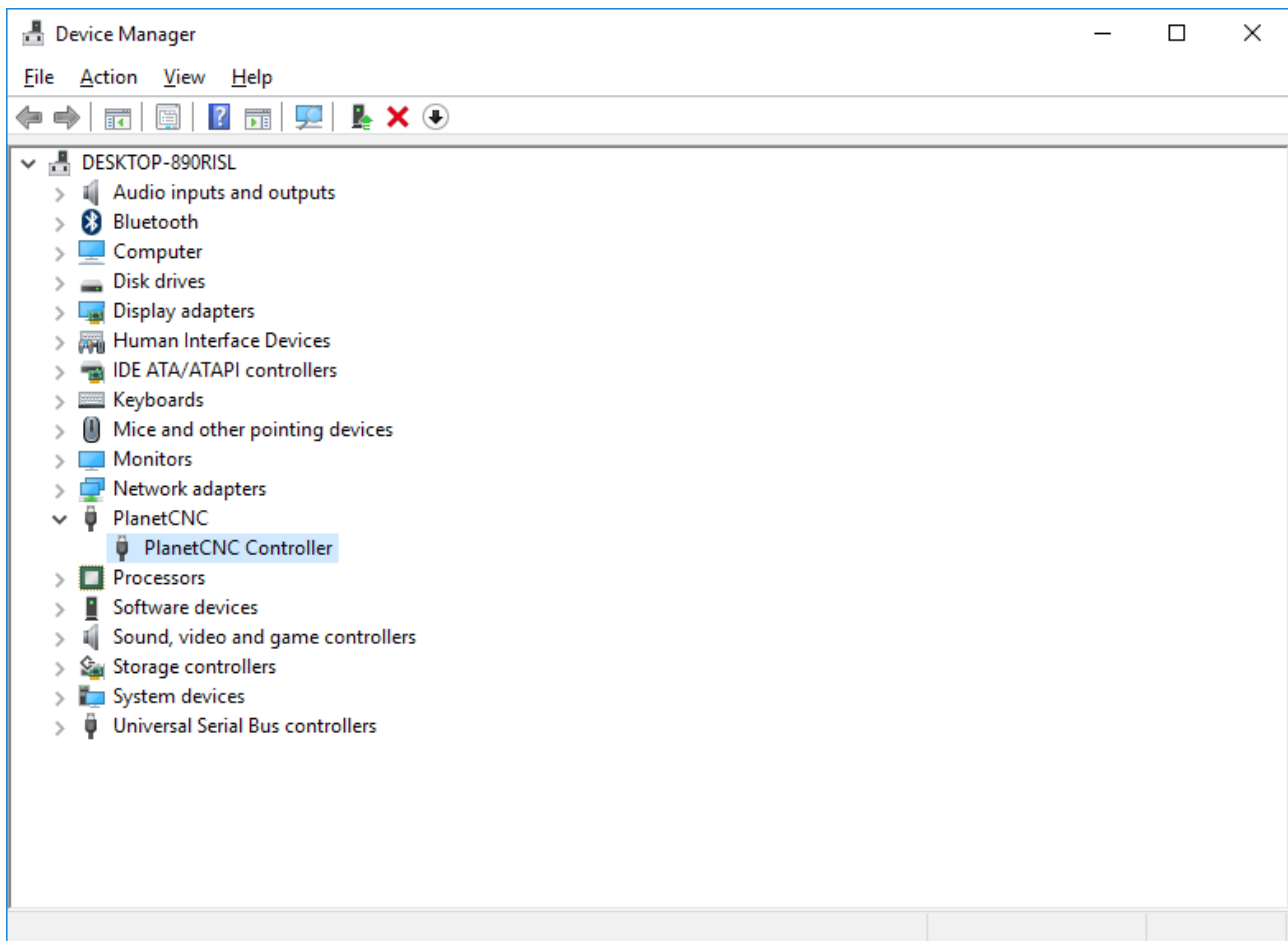 Device Manager
File Action View Help
DESKTOP-890RISL
Audio inputs and outputs
Bluetooth
Computer
Disk drives
Display adapters
Human Interface Devices
IDE ATA/ATAPI controllers
Keyboards
Mice and other pointing devices
Monitors
Network adapters
PlanetCNC
PlanetCNC Controller
Processors
Software devices
Sound, video and game controllers
Storage controllers
System devices
Universal Serial Bus controllers